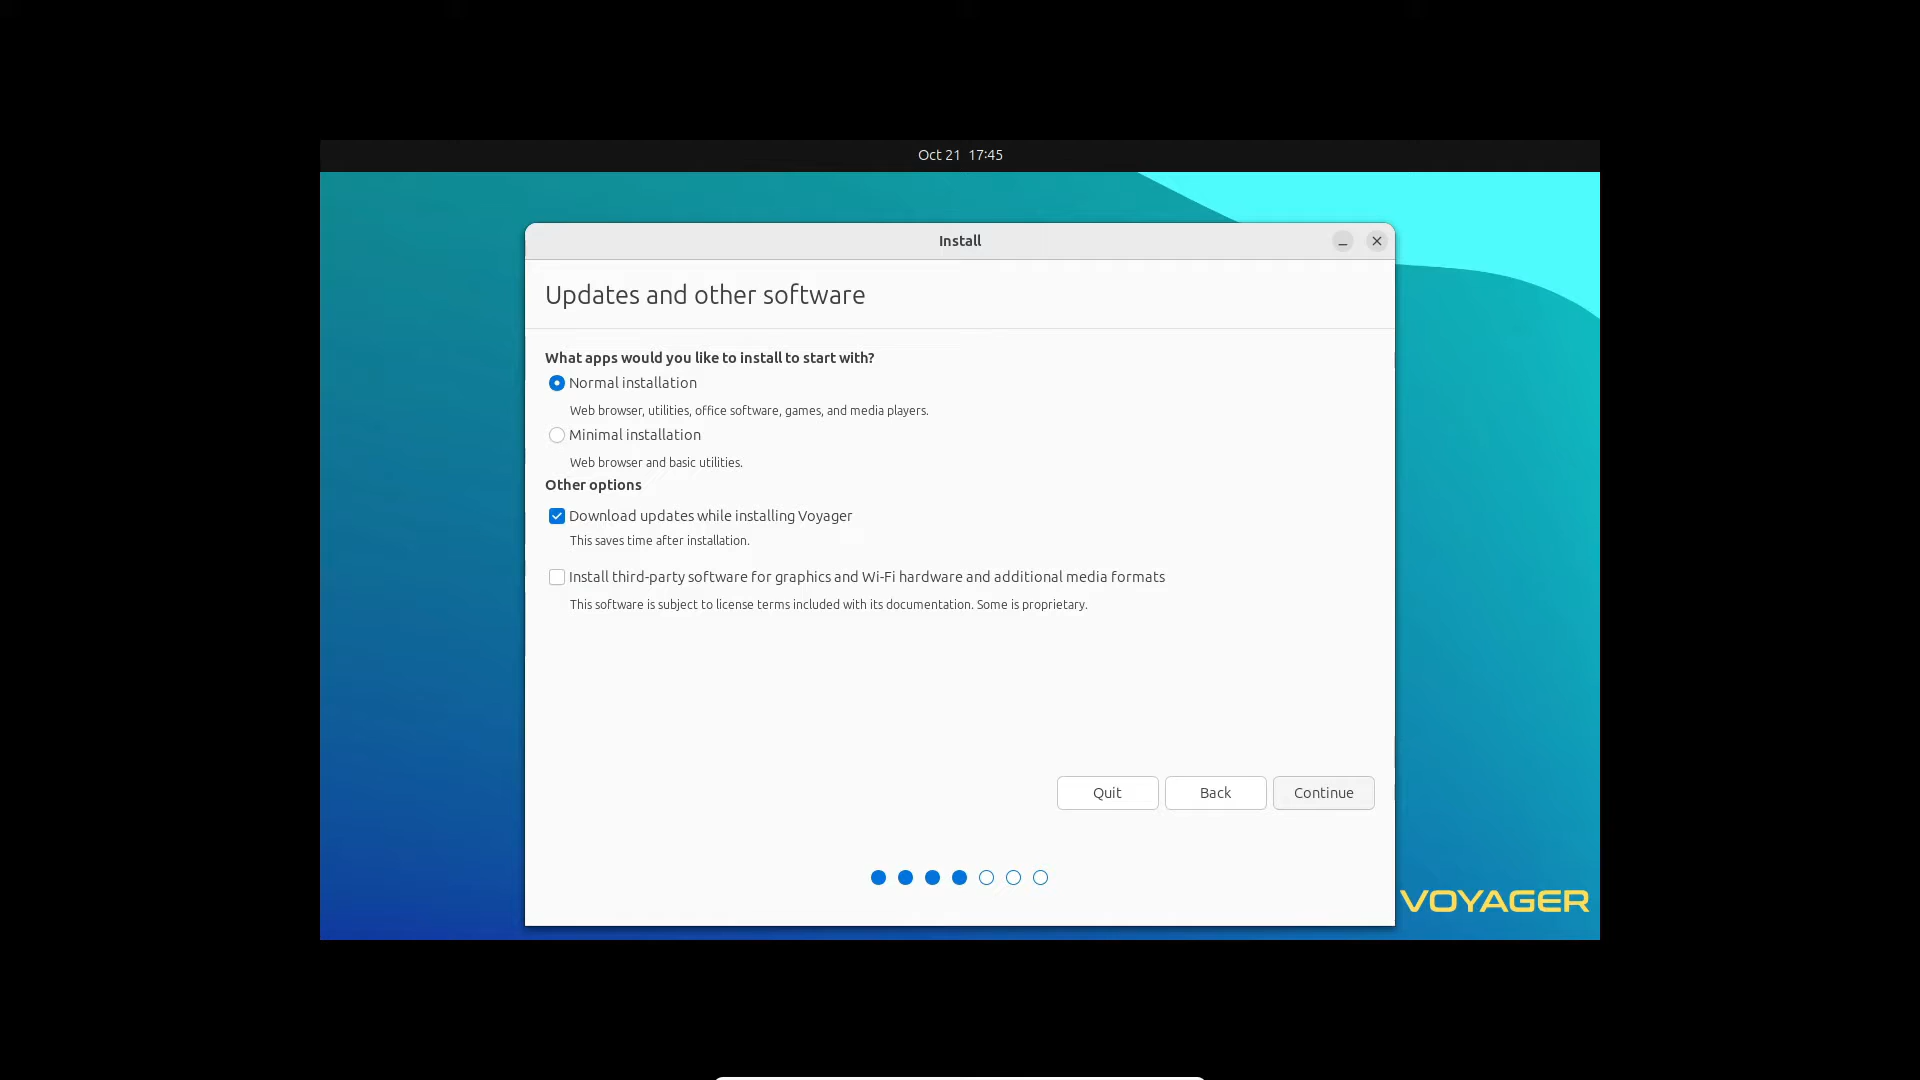 Oct 21 17:45
Install
Updates and other software
What apps would you like to install to start with?
Normal installation
Web browser, utilities, office software, games, and media players.
Minimal installation
Web browser and basic utilities.
Other options
Download updates while installing Voyager
This saves time after installation.
Install third-party software for graphics and Wi-Fi hardware and additional media formats
This software is subject to license terms included with its documentation. Some is proprietary.
Quit Back Continue
VOYAGER